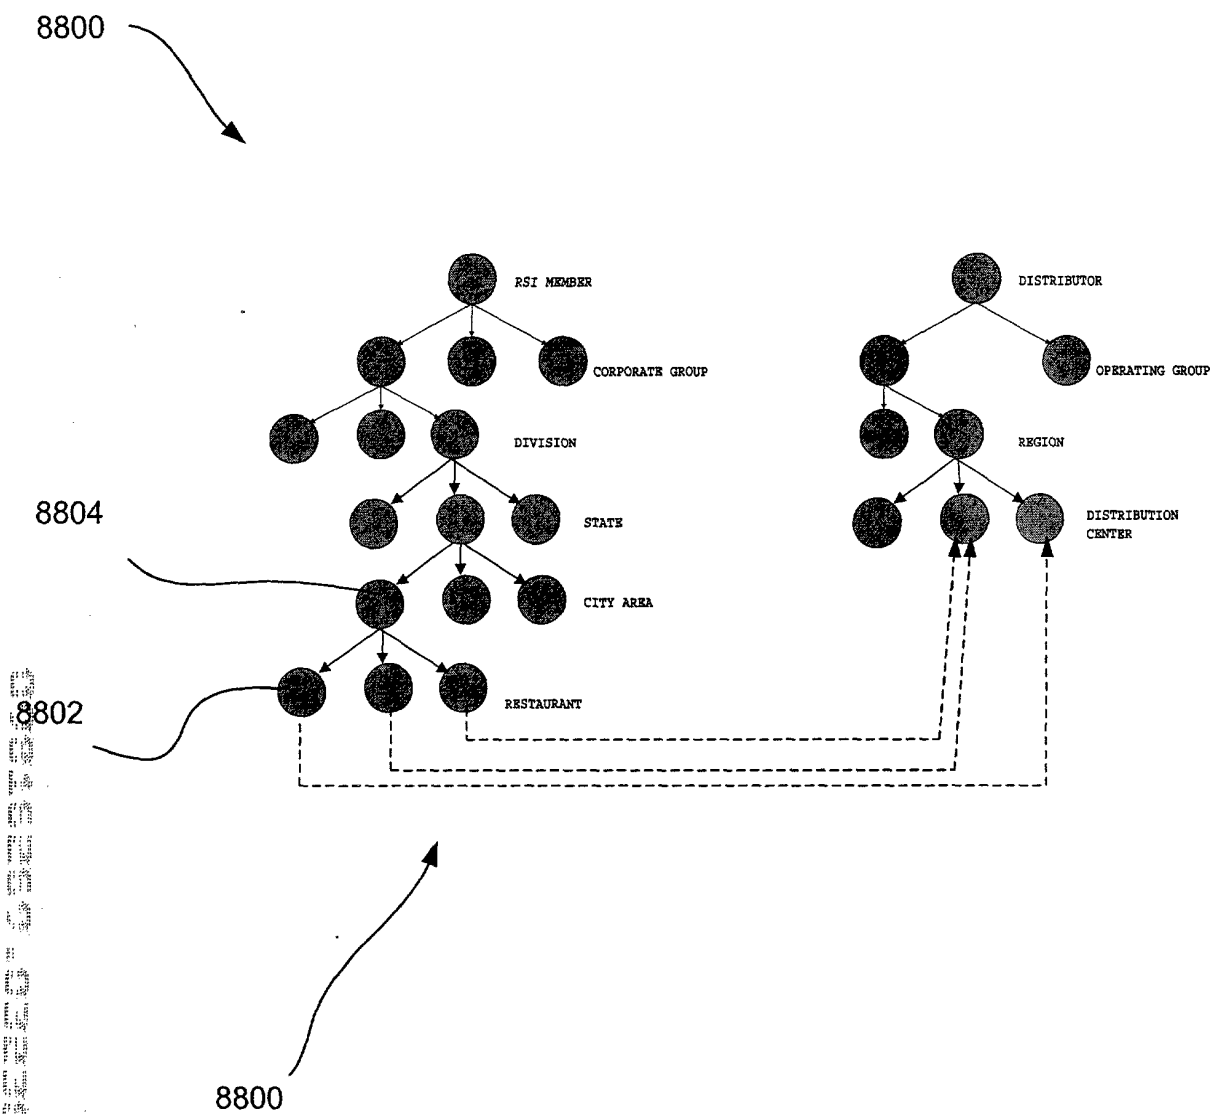 8800
RSI MEMBER
DISTRIBUTOR
CORPORATE GROUP
OPERATING GROUP
DIVISION
REGION
8804
STATE
DISTRIBUTION
CENTER
CITY AREA
8802
RESTAURANT
8800